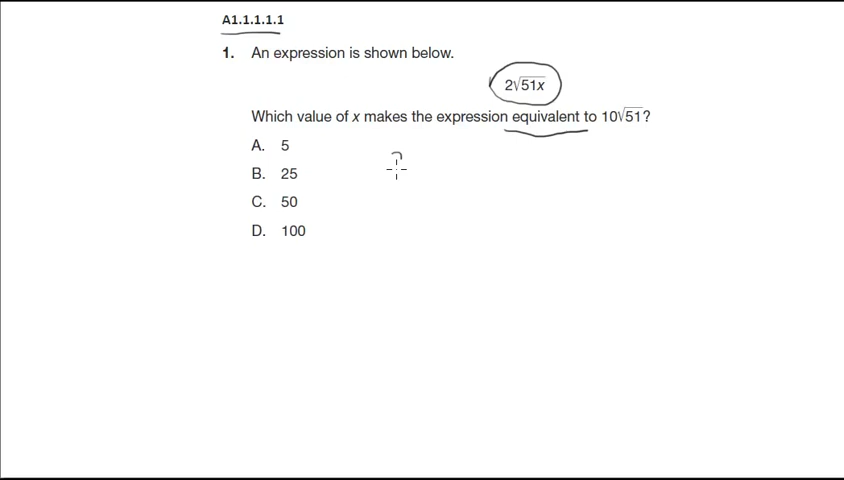 A1.1.1.1.1
1. An expression is shown below.
2√51x
Which value of x makes the expression equivalent to 10√51?
A. 5
B. 25
C. 50
D. 100